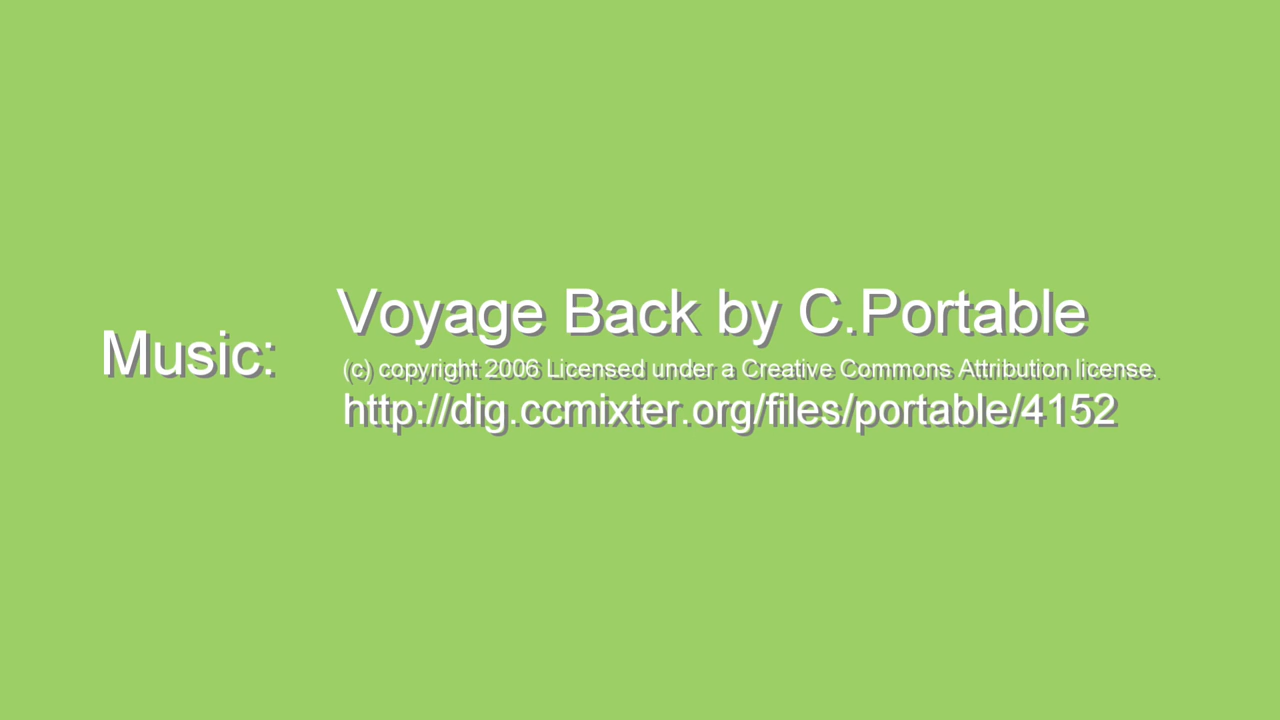 Music:
Voyage Back by C.Portable
(c) copyright 2006 Licensed under a Creative Commons Attribution license.
http://dig.ccmixter.org/files/portable/4152